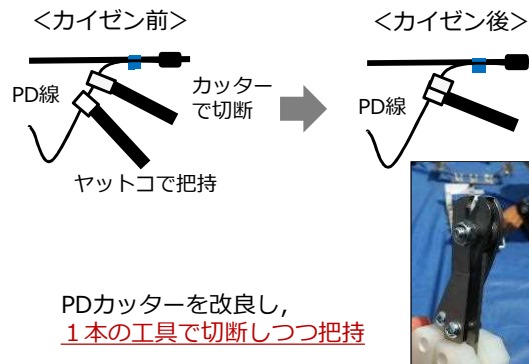 ＜カイゼン前＞
＜カイゼン後＞
PD線
カッター
で切断
ヤットコで把持
PD線
PDカッターを改良し，
１本の工具で切断しつつ把持